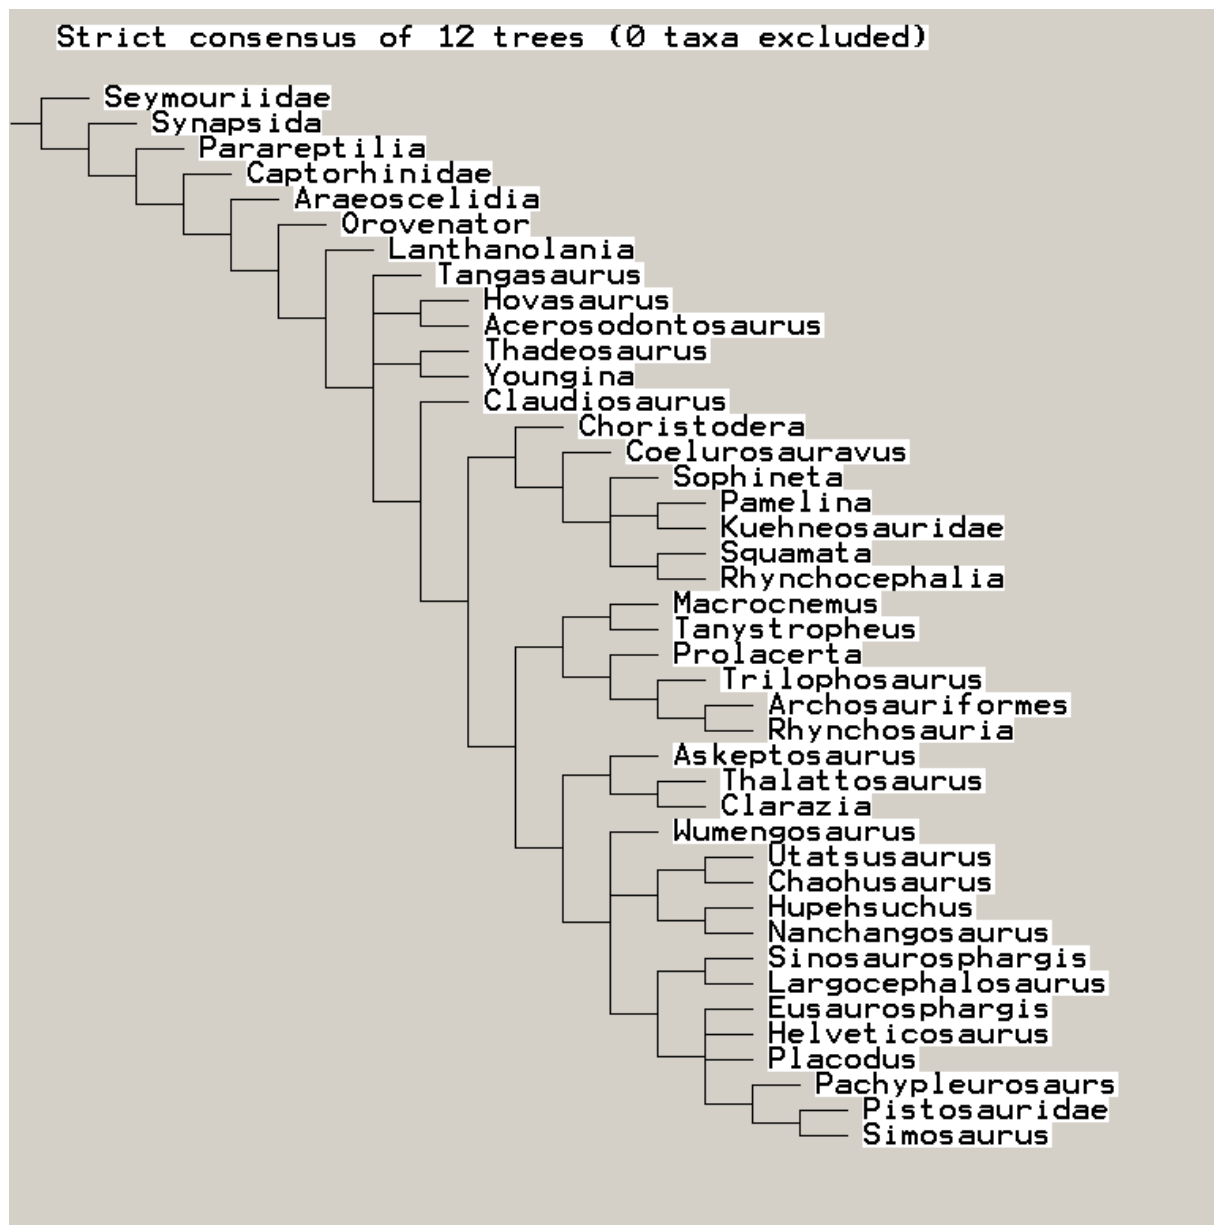 Strict consensus of 12 trees (0 taxa excluded)
Seymouriidae
Synapsida
Parareptilia
Captorhinidae
Araeoscelidia
Orovenator
Lanthanolania
Tangasaurus
Hovasaurus
Acerosodontosaurus
Thadeosaurus
Youngina
Claudiosaurus
Choristodera
Coelurosauravus
Sophineta
Pamelina
Kuehneosauridae
Squamata
Rhynchocephalia
Macrocnemus
Tanystropheus
Prolacerta
Trilophosaurus
Archosauriformes
Rhynchosauria
Askeptosaurus
Thalattosaurus
Clarazia
Wumengosaurus
Utatsusaurus
Chaohusaurus
Hupehsuchus
Nanchangosaurus
Sinosaurosphargis
Largocephalosaurus
Eusaurosphargis
Helveticosaurus
Placodus
Pachypleurosaurs
Pistosauridae
Simosaurus